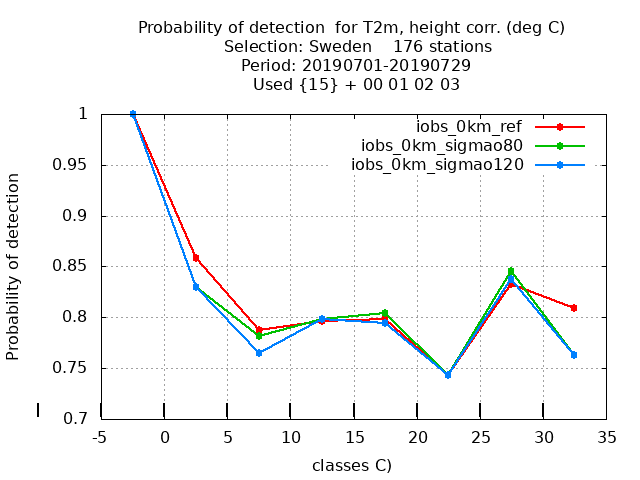 Probability of detection  for T2m, height corr. (deg C)
Selection: Sweden    176 stations
Period: 20190701-20190729
Used {15} + 00 01 02 03
iobs_0km_ref
iobs_0km_sigmao80
iobs_0km_sigmao120
Probability of detection
1
0.95
0.9
0.85
0.8
0.75
0.7
-5 0 5 10 15 20 25 30 35
classes C)